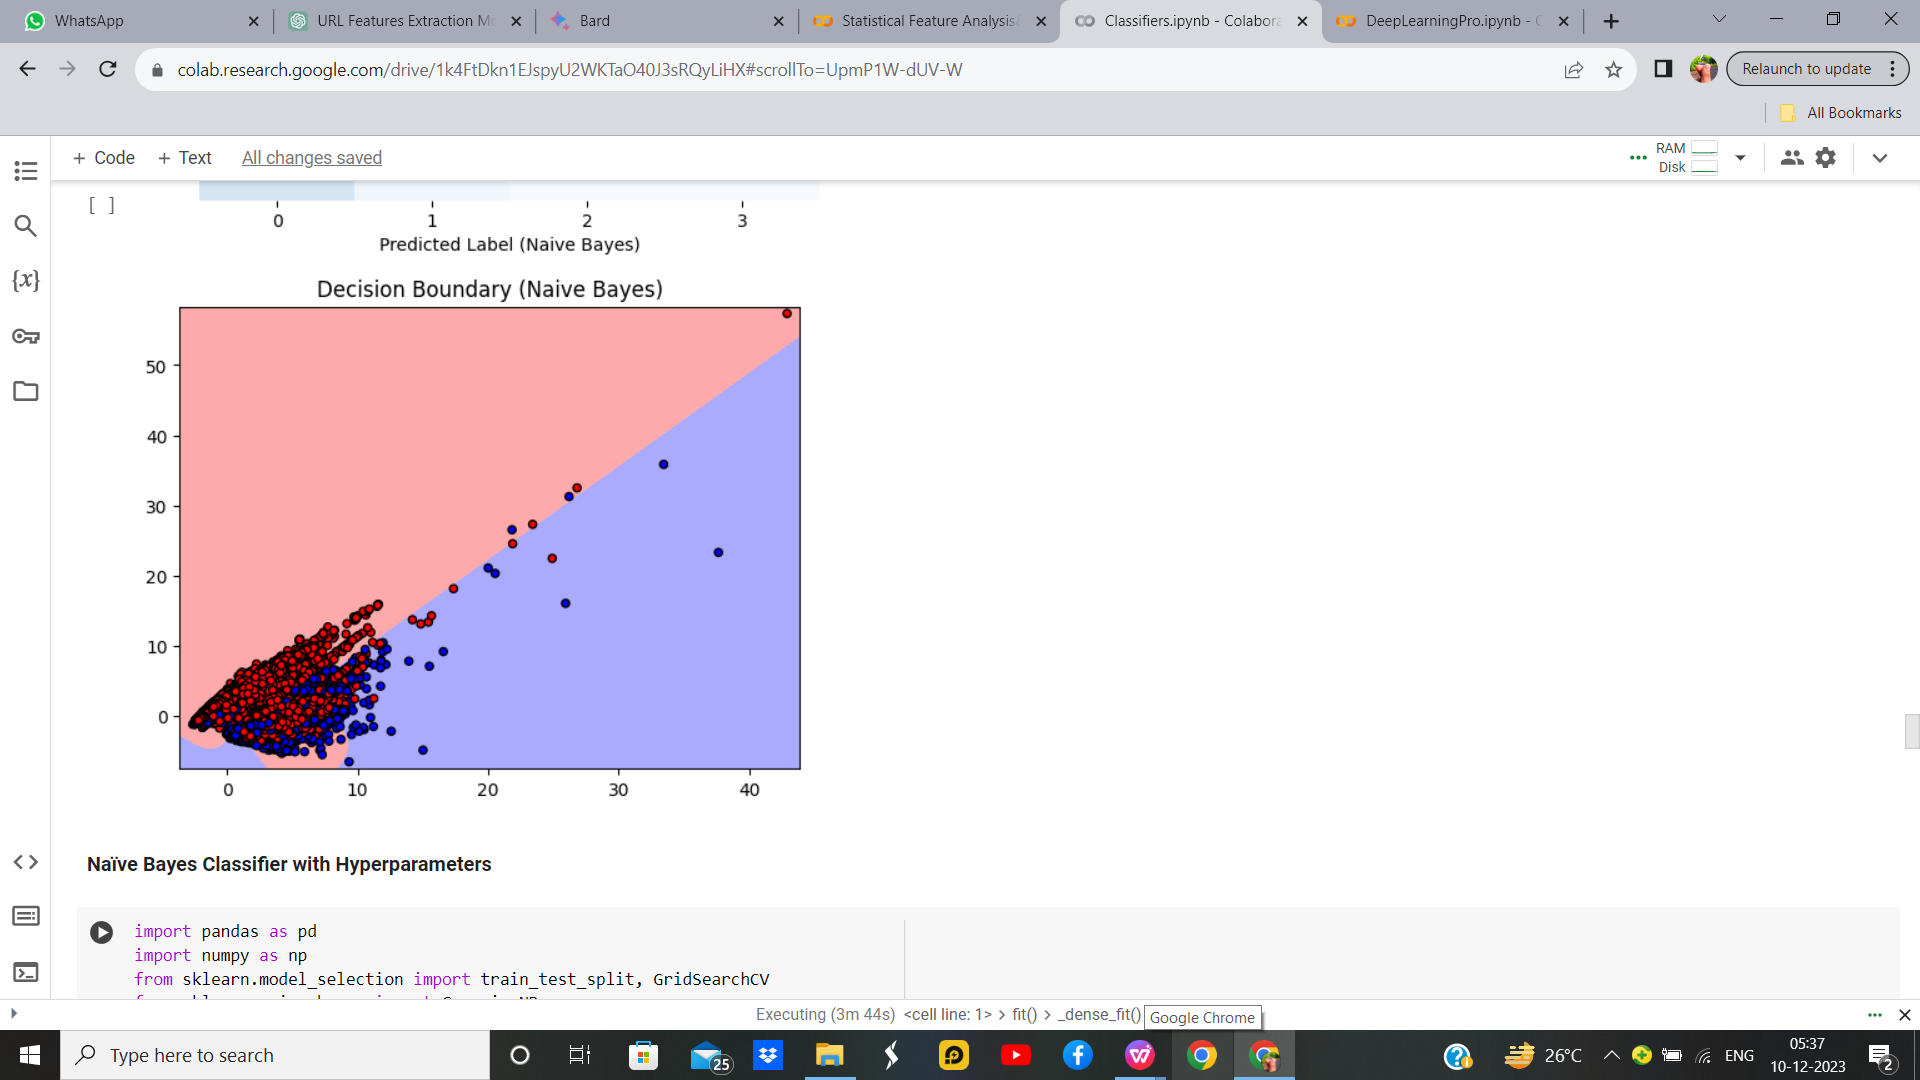 WhatsApp
URL Features Extraction Mo
Bard
Statistical Feature Analysis
Classifiers.ipynb - Colabora
DeepLearningPro.ipynb - C
colab.research.google.com/drive/1k4FtDkn1EJspyU2WKTaO40J3sRQyLiHX#scrollTo=UpmP1W-dUV-W
Relaunch to update
All Bookmarks
+ Code + Text All changes saved
RAM
Disk
[ ]
0 1 2 3
Predicted Label (Naive Bayes)
Decision Boundary (Naive Bayes)
50
40
30
20
10
0
0 10 20 30 40
{x}
Naïve Bayes Classifier with Hyperparameters
import pandas as pd
import numpy as np
from sklearn.model_selection import train_test_split, GridSearchCV
Executing (3m 44s) <cell line: 1> > fit() > _dense_fit()
Google Chrome
Type here to search
25
26°C
ENG
05:37
10-12-2023
2